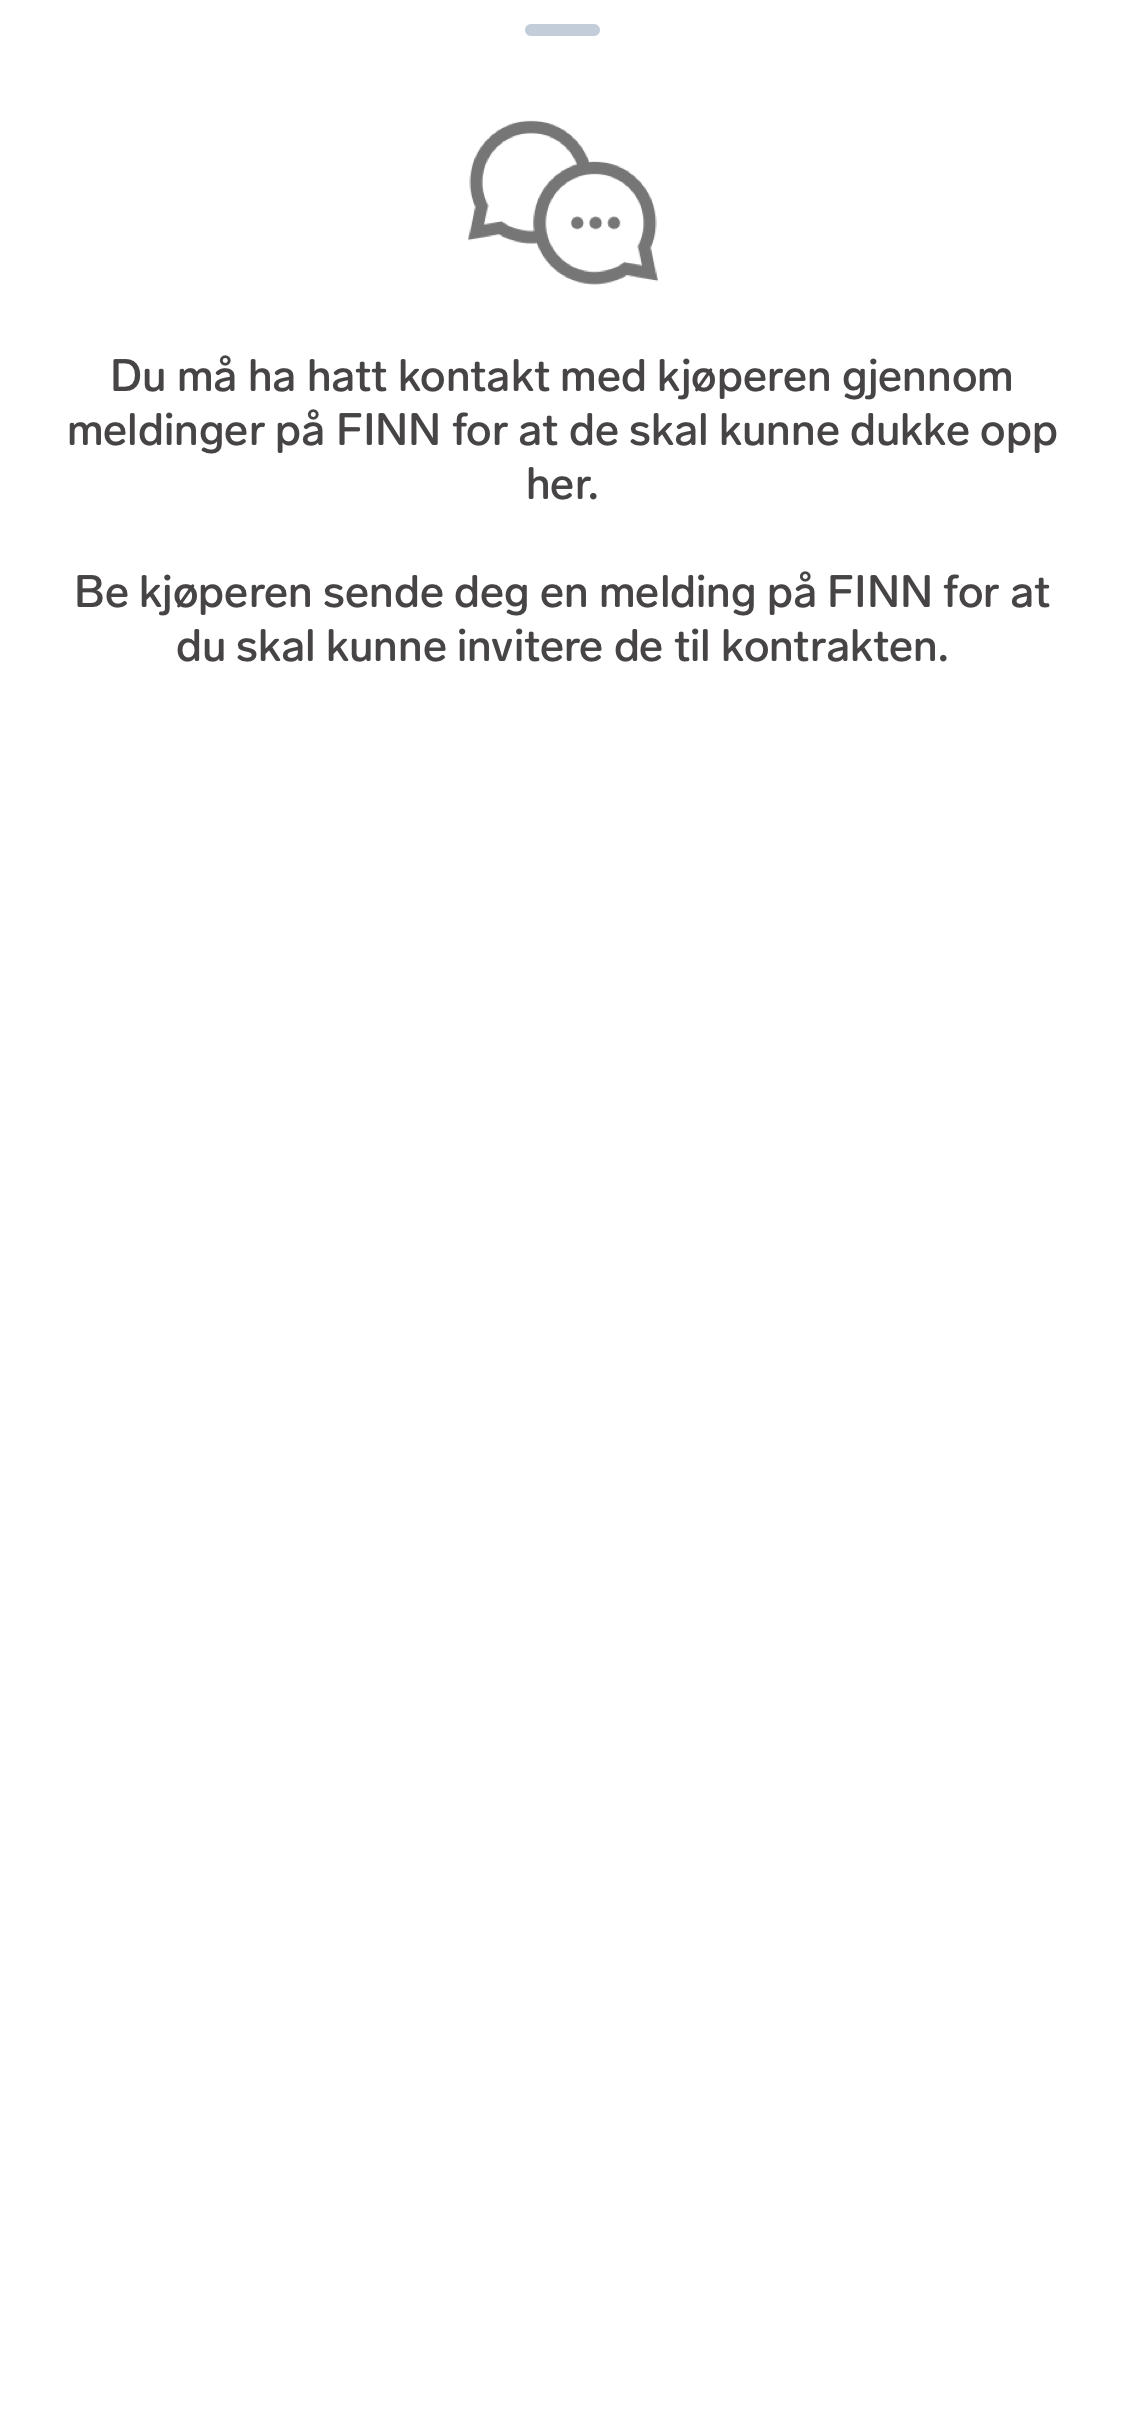 Du må ha hatt kontakt med kjøperen gjennom
meldinger på FINN for at de skal kunne dukke opp
her.
Be kjøperen sende deg en melding på FINN for at
du skal kunne invitere de til kontrakten.